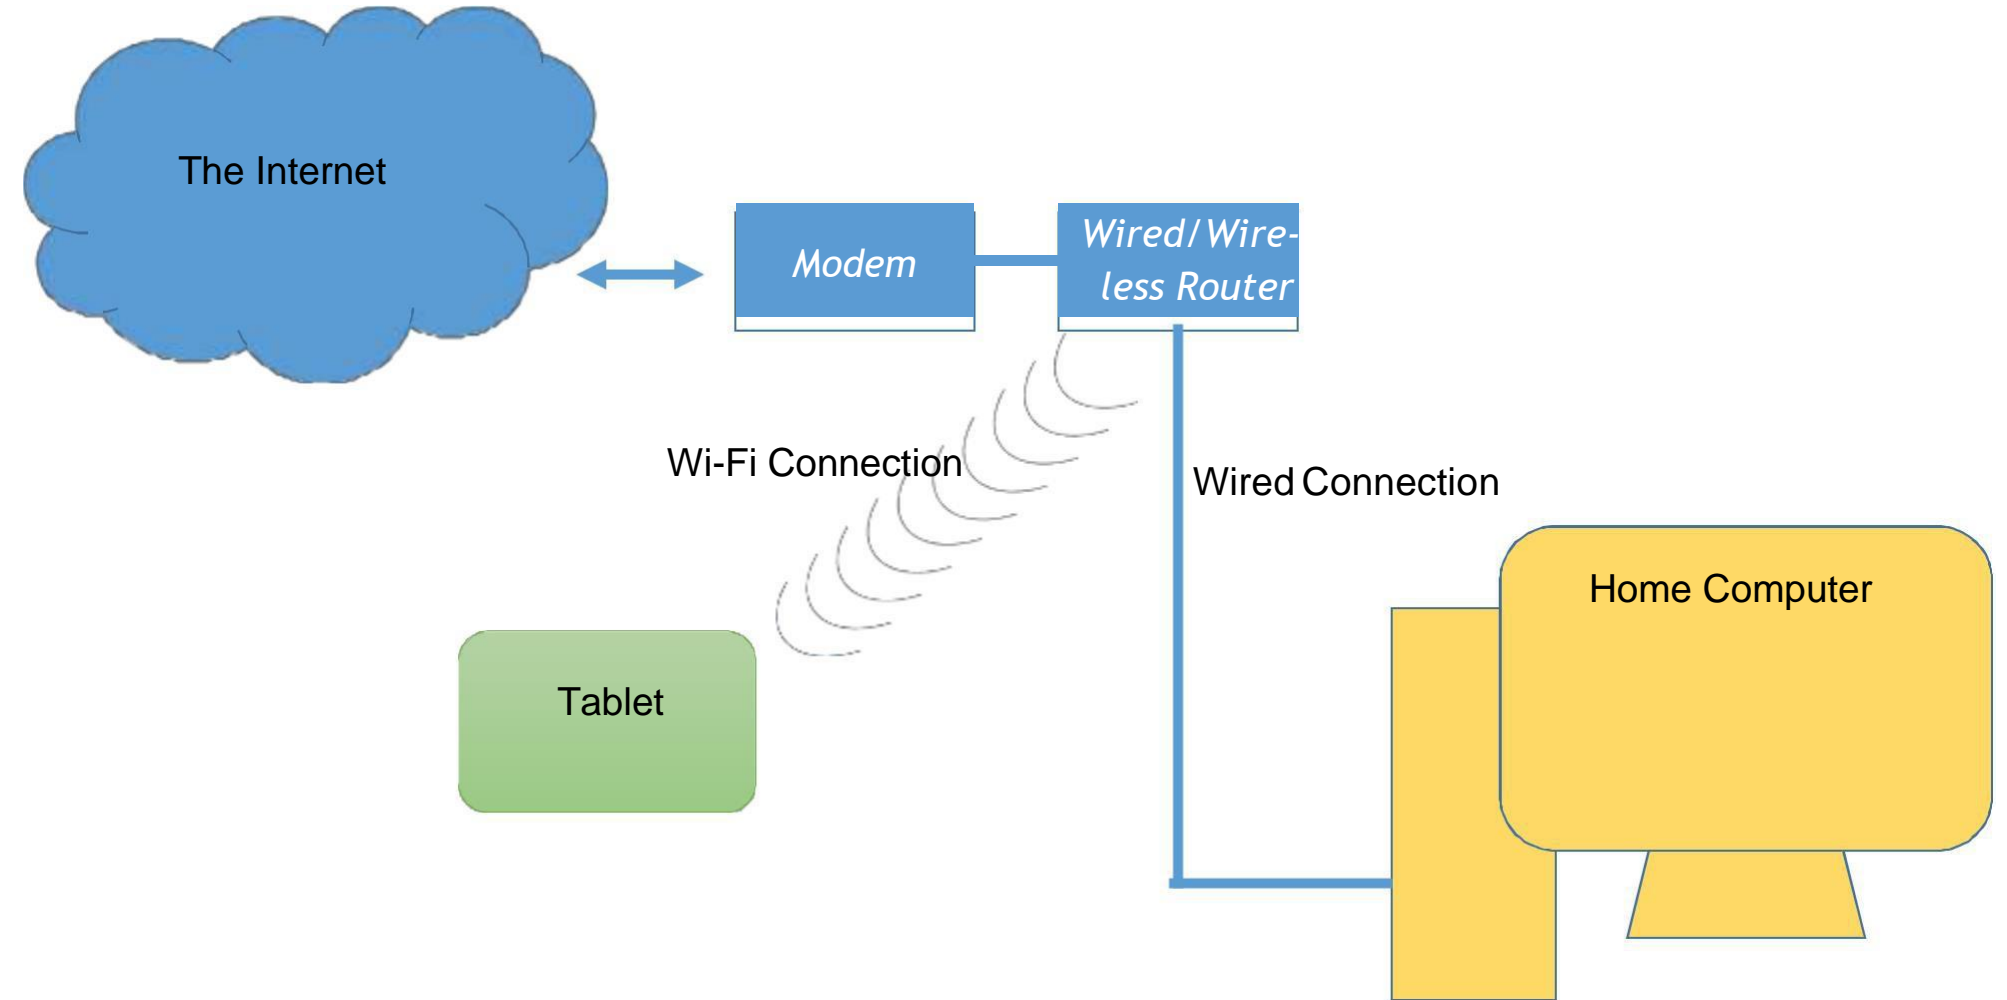 The Internet
Modem
Wired/Wire-
less Router
Wi-Fi Connection
Wired Connection
Home Computer
Tablet